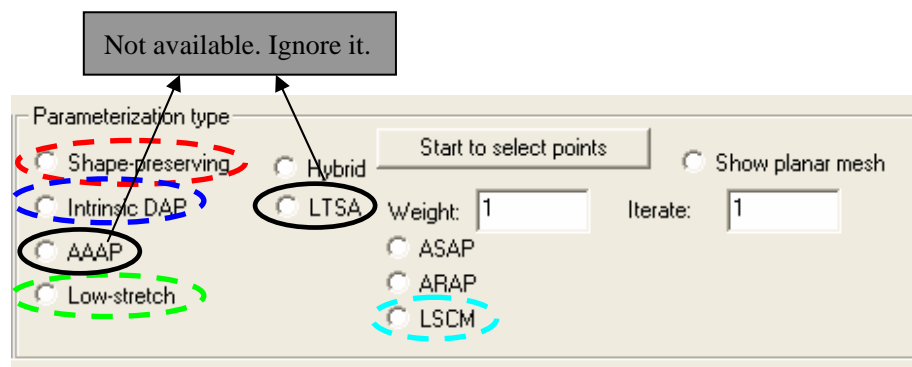 Not available. Ignore it.
Parameterization type
Shape-preserving
Hybrid
Start to select points
Show planar mesh
Intrinsic DAP
LTSA
Weight: 1
Iterate: 1
AAAP
ASAP
Low-stretch
ARAP
LSCM